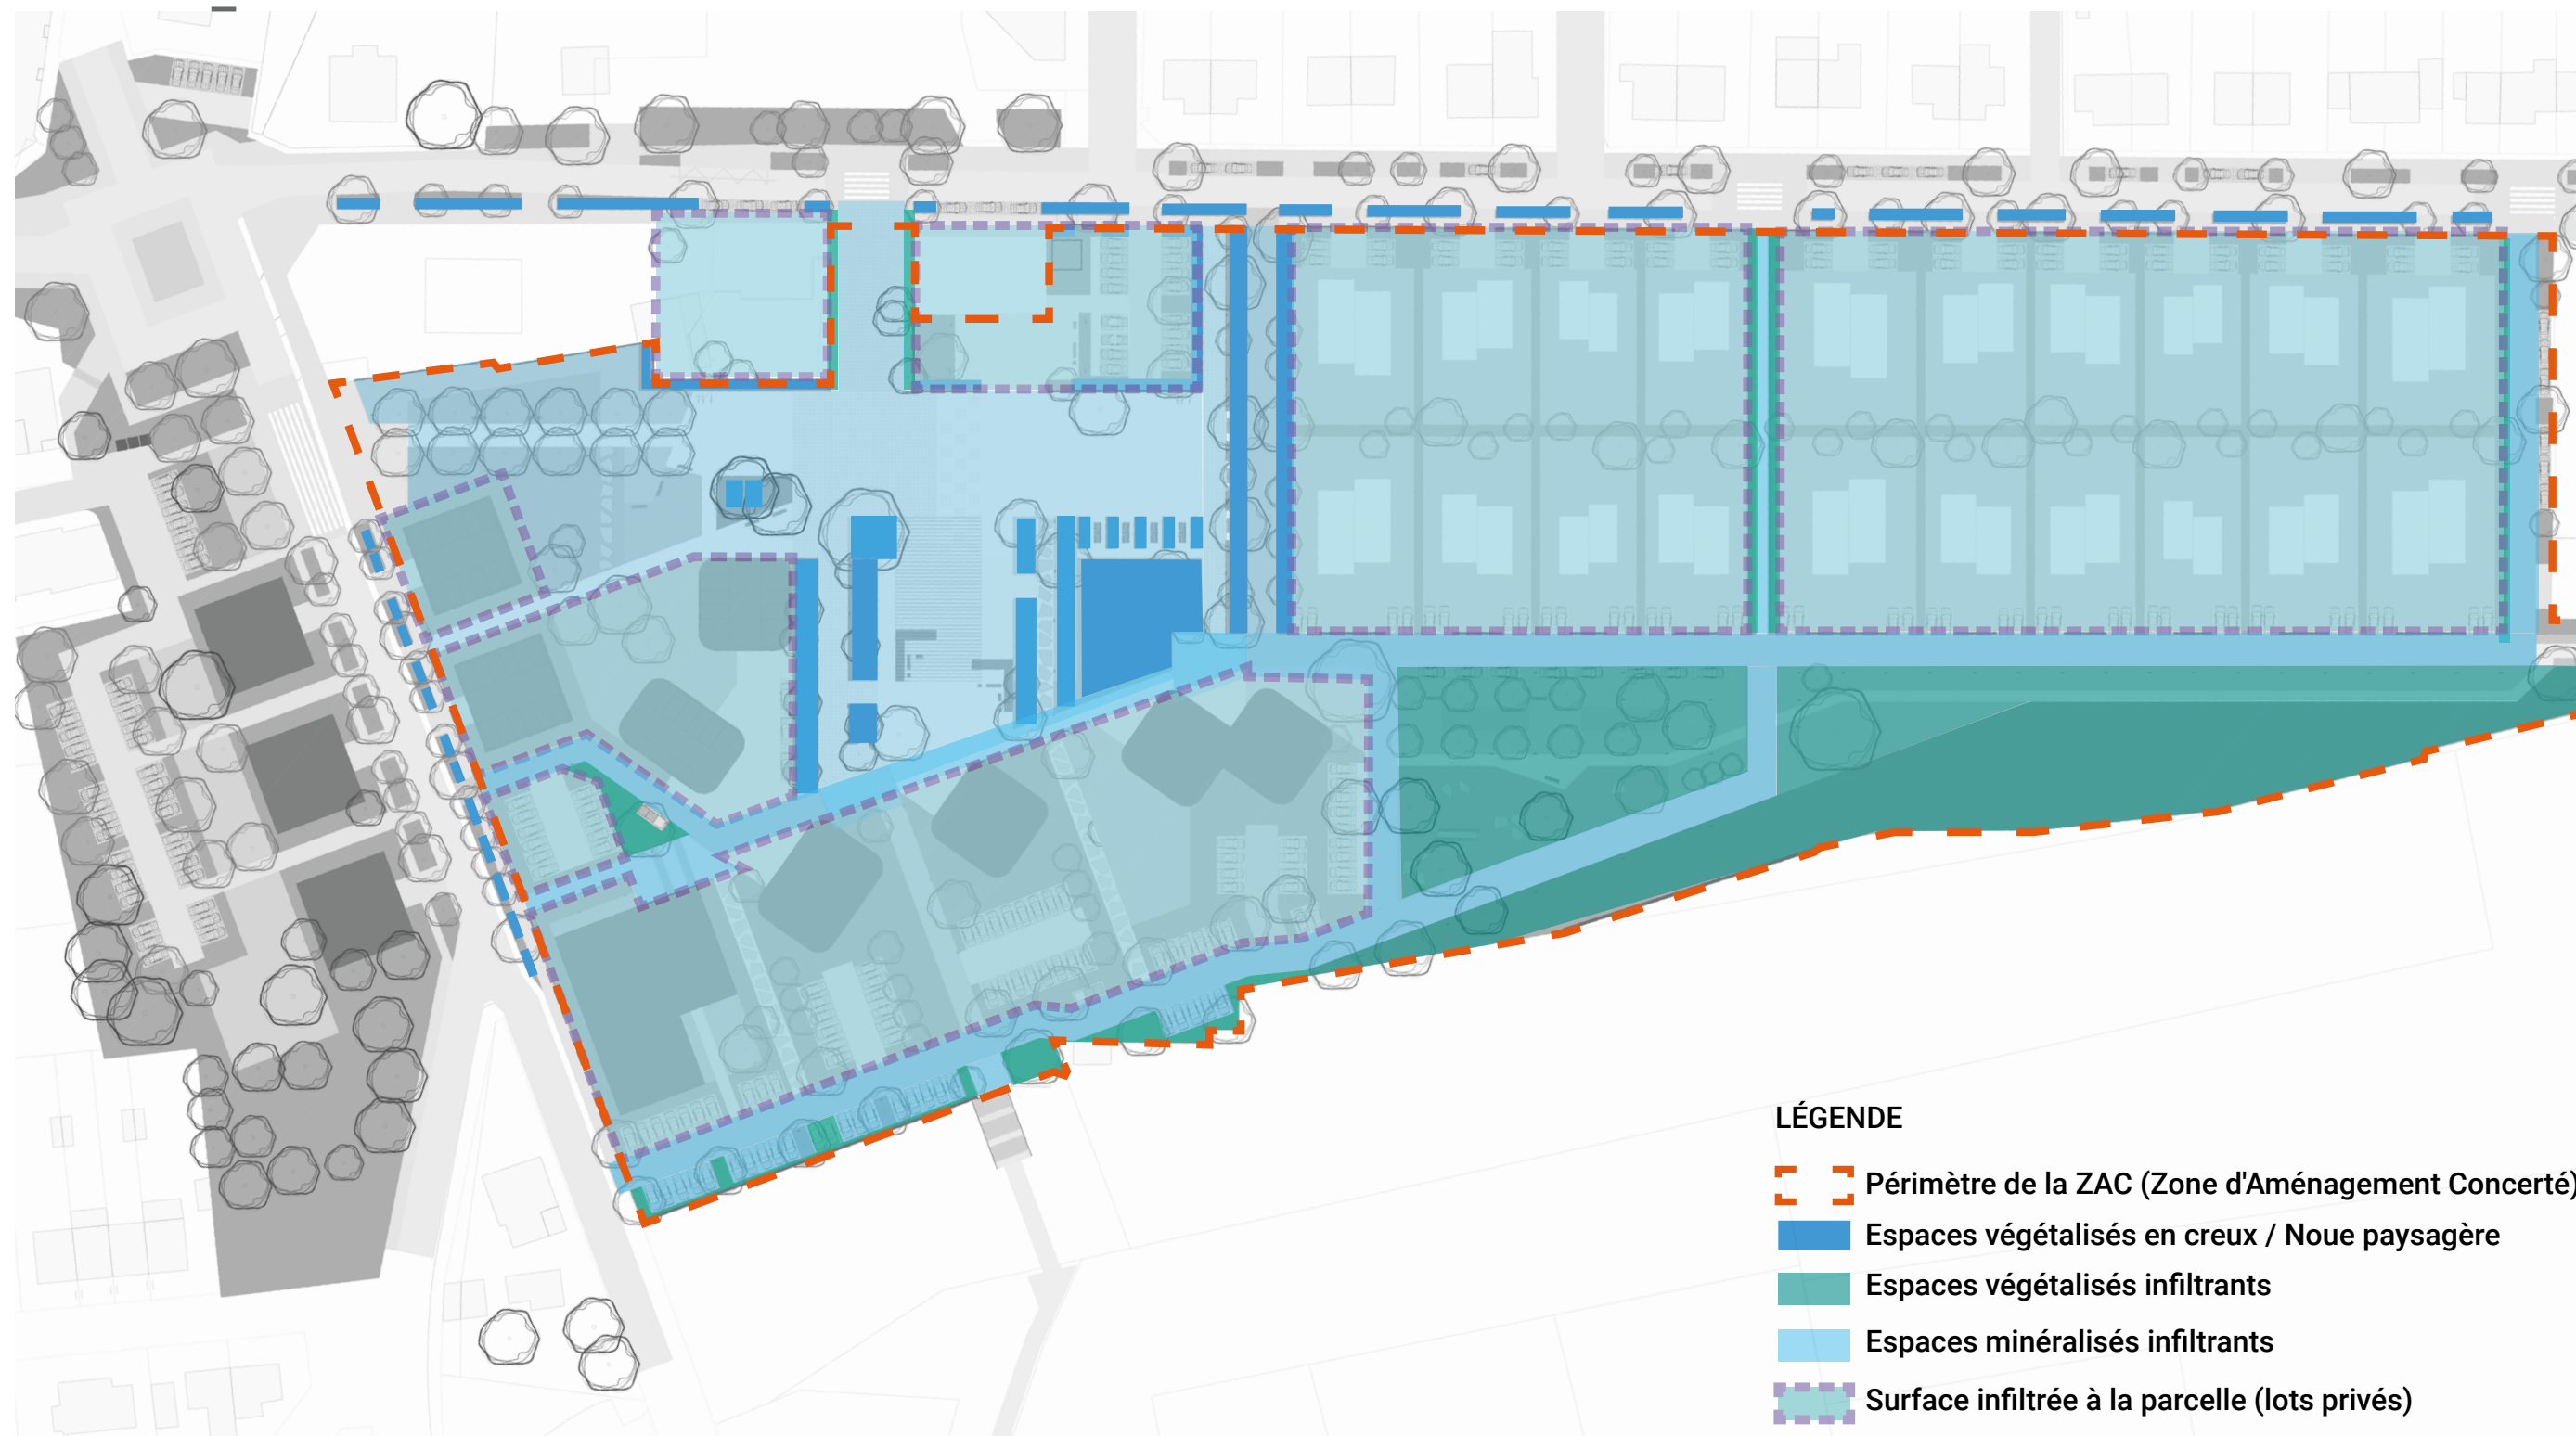 LÉGENDE
Périmètre de la ZAC (Zone d'Aménagement Concerté)
Espaces végétalisés en creux / Noue paysagère
Espaces végétalisés infiltrants
Espaces minéralisés infiltrants
Surface infiltrée à la parcelle (lots privés)